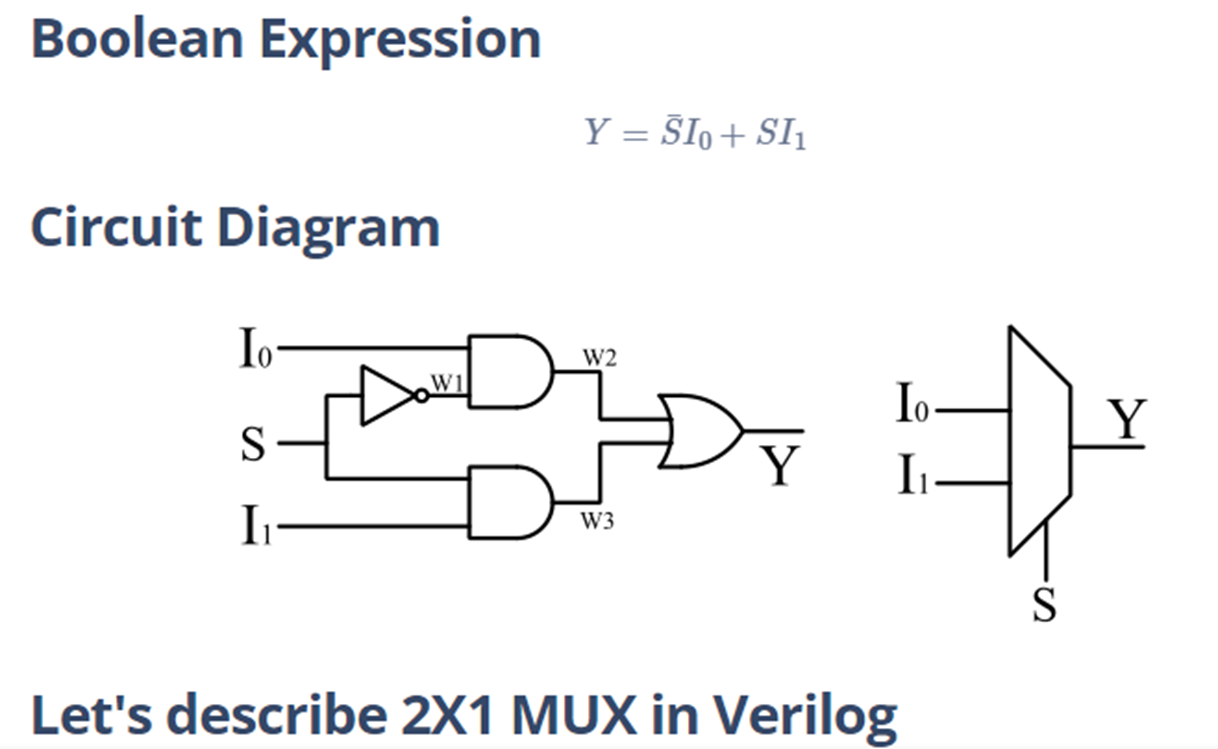 Boolean Expression
Y = S̄I₀ + SI₁
Circuit Diagram
I₀
W1
W2
S
I₁
W3
Y
I₀
I₁
Y
S
Let's describe 2X1 MUX in Verilog